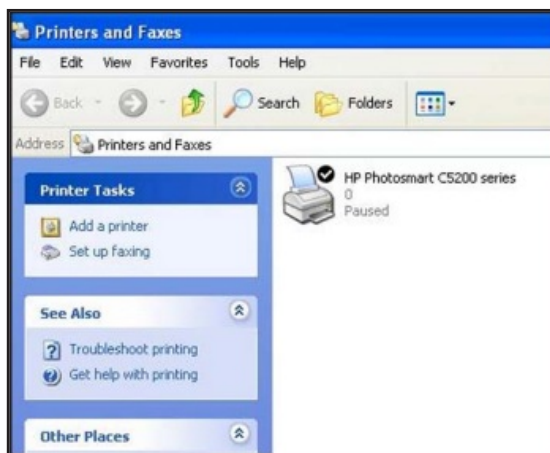 Printers and Faxes
File Edit View Favorites Tools Help
Back Search Folders
Address Printers and Faxes
Printer Tasks
Add a printer
Set up faxing
See Also
Troubleshoot printing
Get help with printing
Other Places
HP Photosmart C5200 series
0
Paused